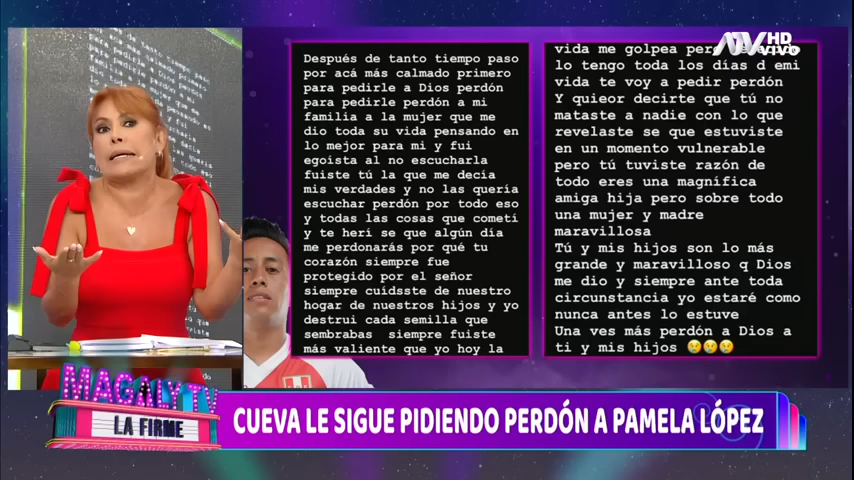 Después de tanto tiempo paso
por acá más calmado primero
para pedirle a Dios perdón
para pedirle perdón a mi
familia a la mujer que me
dio toda su vida pensando en
lo mejor para mi y fui
egoista al no escucharla
fuiste tú la que me decía
mis verdades y no las quería
escuchar perdón por todo eso
y todas las cosas que cometí
y te herí se que algún día
me perdonarás por qué tu
corazón siempre fue
protegido por el señor
siempre cuidsste de nuestro
hogar de nuestros hijos y yo
destrui cada semilla que
sembrabas siempre fuiste
más valiente que yo hoy la
vida me golpea pero
lo tengo toda los días d emi
vida te voy a pedir perdón
Y quieor decirte que tú no
mataste a nadie con lo que
revelaste se que estuviste
en un momento vulnerable
pero tú tuviste razón de
todo eres una magnífica
amiga hija pero sobre todo
una mujer y madre
maravillosa
Tú y mis hijos son lo más
grande y maravilloso q Dios
me dio y siempre ante toda
circunstancia yo estaré como
nunca antes lo estuve
Una ves más perdón a Dios a
ti y mis hijos 😢😢😢
ATV HD
MAGALY TV
LA FIRME
CUEVA LE SIGUE PIDIENDO PERDÓN A PAMELA LÓPEZ